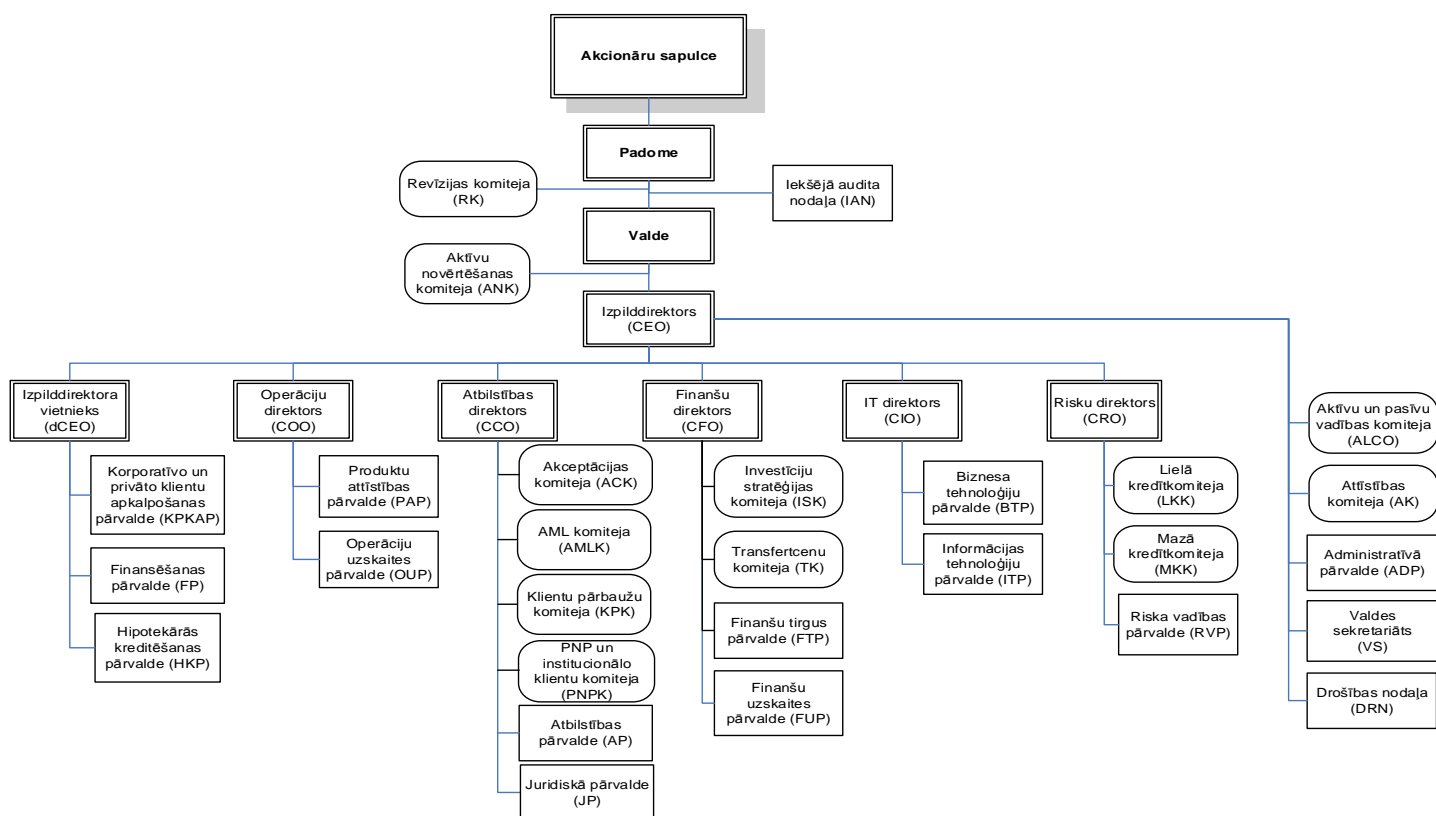 Akcionāru sapulce
Padome
Revīzijas komiteja
(RK)
Iekšējā audita
nodaļa (IAN)
Valde
Aktīvu
novērtēšanas
komiteja (ANK)
Izpilddirektors
(CEO)
Izpilddirektora
vietnieks
(dCEO)
Operāciju
direktors
(COO)
Atbilstības
direktors
(CCO)
Finanšu
direktors
(CFO)
IT direktors
(CIO)
Risku direktors
(CRO)
Korporatīvo un
privāto klientu
apkalpošanas
pārvalde (KPKAP)
Finansēšanas
pārvalde (FP)
Hipotekārās
kreditēšanas
pārvalde (HKP)
Produktu
attīstības
pārvalde (PAP)
Operāciju
uzskaites
pārvalde (OUP)
Akceptācijas
komiteja (ACK)
AML komiteja
(AMLK)
Klientu pārbaužu
komiteja (KPK)
PNP un
institucionālo
klientu komiteja
(PNPK)
Atbilstības
pārvalde (AP)
Juridiskā pārvalde
(JP)
Investīciju
stratēģijas
komiteja (ISK)
Transfertcenu
komiteja (TK)
Finanšu tirgus
pārvalde (FTP)
Finanšu
uzskaites
pārvalde (FUP)
Biznesa
tehnoloģiju
pārvalde (BTP)
Informācijas
tehnoloģiju
pārvalde (ITP)
Lielā
kredītkomiteja
(LKK)
Mazā
kredītkomiteja
(MKK)
Riska vadības
pārvalde (RVP)
Aktīvu un pasīvu
vadības komiteja
(ALCO)
Attīstības
komiteja (AK)
Administratīvā
pārvalde (ADP)
Valdes
sekretariāts
(VS)
Drošības nodaļa
(DRN)